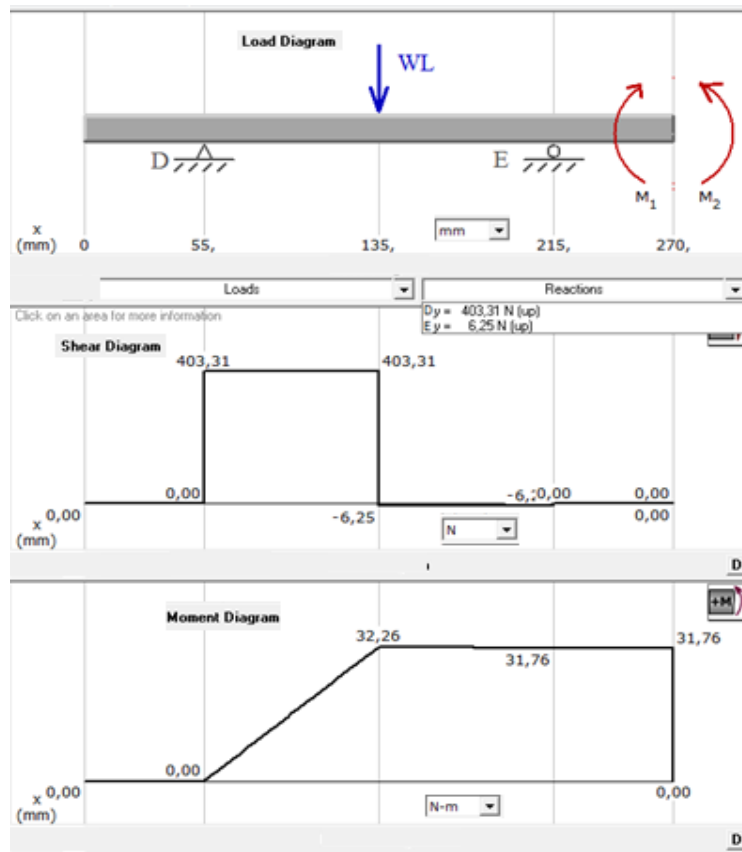 Load Diagram
WL
D
E
M1
M2
x
(mm)
0
55,
135,
mm
215,
270,
Loads
Reactions
Click on an area for more information
Dy = 403,31 N (up)
Ey = 6,25 N (up)
Shear Diagram
403,31
403,31
0,00
0,00
0,00
x 0,00
(mm)
-6,25
N
0,00
D
Moment Diagram
+M
32,26
31,76
31,76
0,00
x 0,00
(mm)
N-m
0,00
D